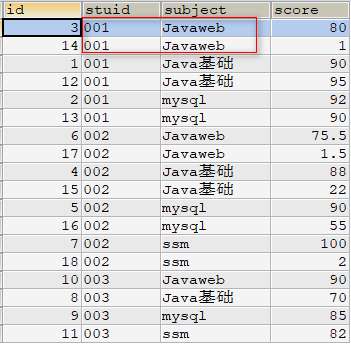 id stuid subject score
3 001 Javaweb 80
14 001 Javaweb 1
1 001 Java基础 90
12 001 Java基础 95
2 001 mysql 92
13 001 mysql 90
6 002 Javaweb 75.5
17 002 Javaweb 1.5
4 002 Java基础 88
15 002 Java基础 22
5 002 mysql 90
16 002 mysql 55
7 002 ssm 100
18 002 ssm 2
10 003 Javaweb 90
8 003 Java基础 70
9 003 mysql 85
11 003 ssm 82